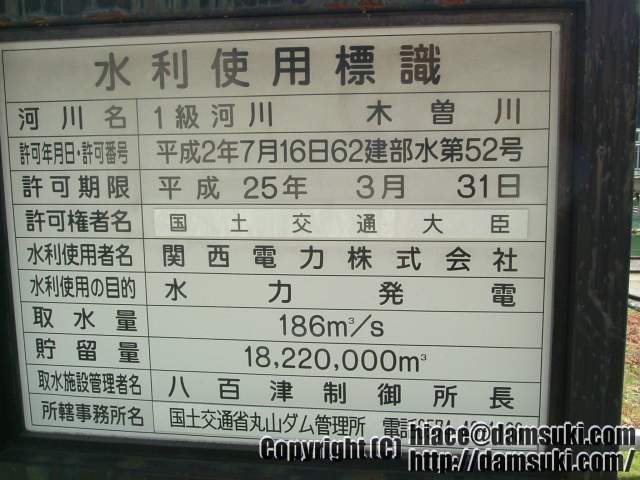 水利使用標識
河川名 1級河川 木曽川
許可年月日・許可番号 平成2年7月16日62建部水第52号
許可期限 平成 25年 3月 31日
許可権者名 国土交通大臣
水利使用者名 関西電力株式会社
水利使用の目的 水力発電
取水量 186m³/s
貯留量 18,220,000m³
取水施設管理者名 八百津制御所長
所轄事務所名 国土交通省丸山ダム管理所 電話
Copyright (C) hiace@damsuki.com
http://damsuki.com/